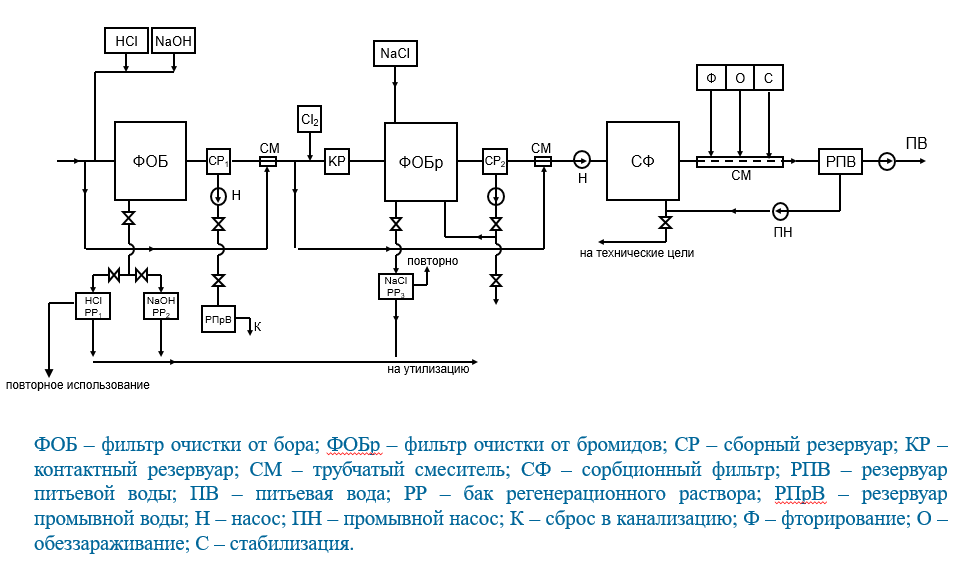 HCl
NaOH
NaCl
Cl2
Ф
О
С
ФОБ
СР1
СМ
КР
ФОБr
СР2
СМ
Н
СФ
СМ
РПВ
ПВ
Н
ПН
на технические цели
повторно
HCl
РР1
NaOH
РР2
РПрВ
К
NaCl
РР3
на утилизацию
повторное использование
ФОБ – фильтр очистки от бора; ФОБr – фильтр очистки от бромидов; СР – сборный резервуар; КР –
контактный резервуар; СМ – трубчатый смеситель; СФ – сорбционный фильтр; РПВ – резервуар
питьевой воды; ПВ – питьевая вода; РР – бак регенерационного раствора; РПрВ – резервуар
промывной воды; Н – насос; ПН – промывной насос; К – сброс в канализацию; Ф – фторирование; О –
обеззараживание; С – стабилизация.